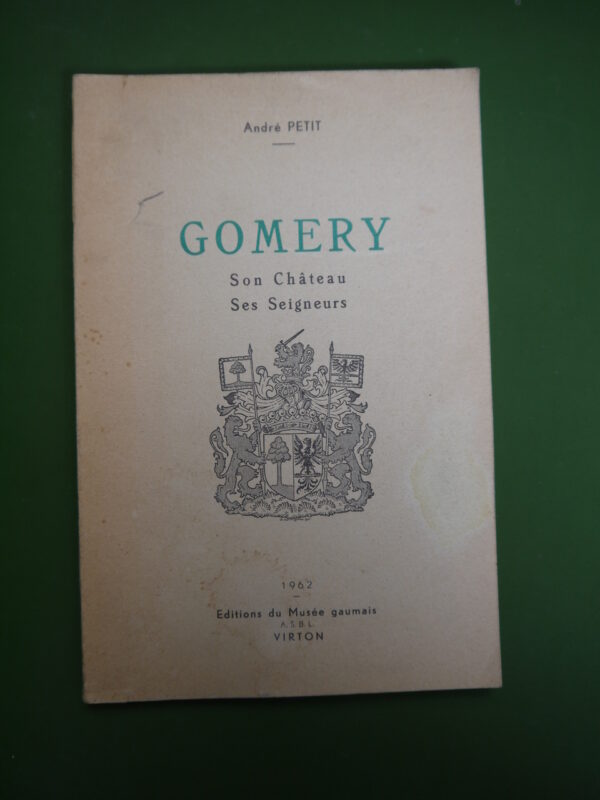 André PETIT
GOMERY
Son Château
Ses Seigneurs
1962
Editions du Musée gaumais
A. S. B. L.
VIRTON